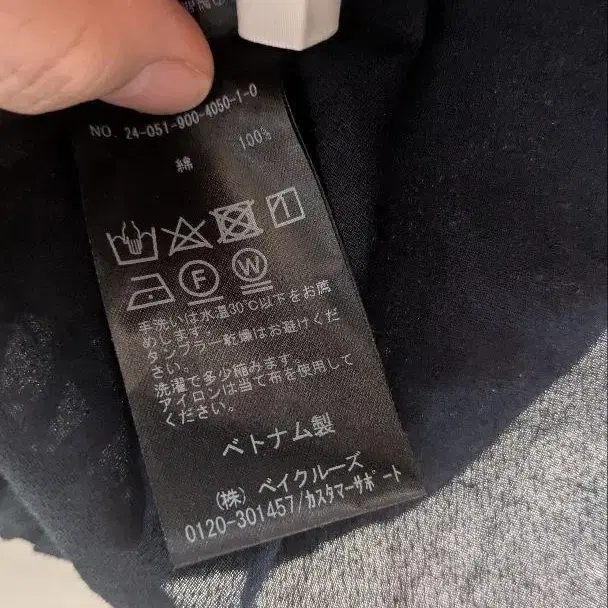 NO. 24-051-900-4050-1-0
綿 100%
F W
手洗いは水温30℃以下をお薦
めします。
タンブラー乾燥はお避けくだ
さい。
洗濯で多少縮みます。
アイロンは当て布を使用して
ください。
ベトナム製
(株) ベイクルーズ
0120-301457/カスタマーサポート